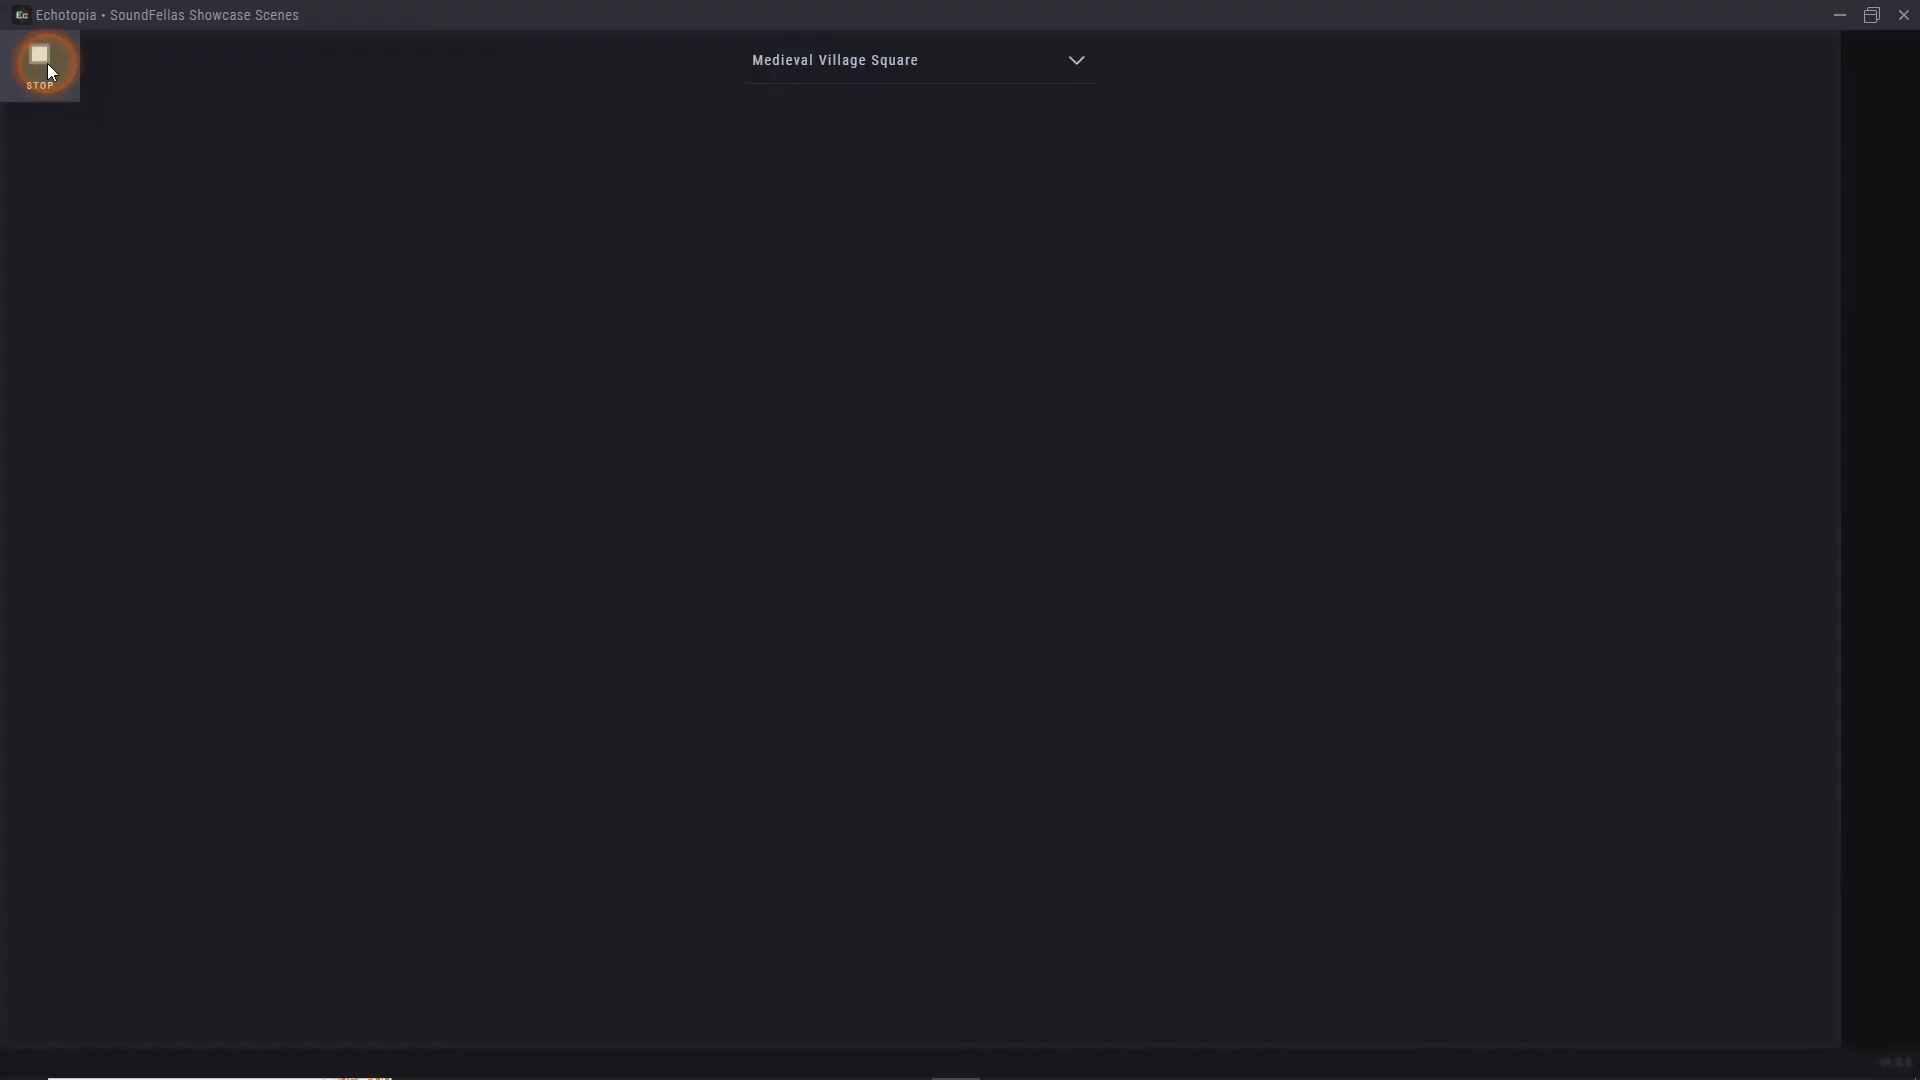 Ec Echotopia • SoundFellas Showcase Scenes
STOP
Medieval Village Square